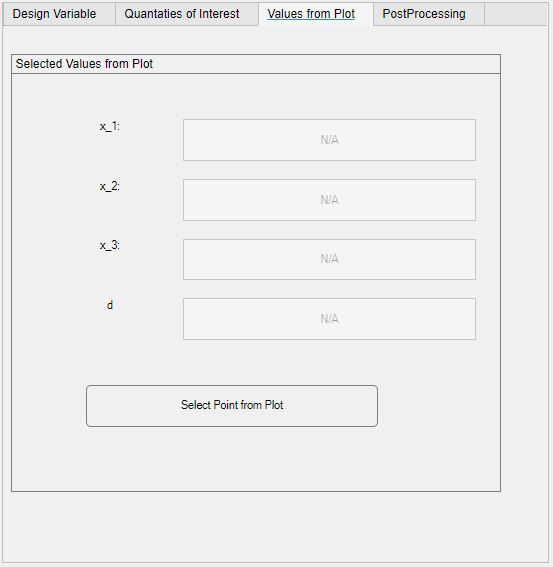 Design Variable Quantaties of Interest Values from Plot PostProcessing
Selected Values from Plot
x_1: N/A
x_2: N/A
x_3: N/A
d N/A
Select Point from Plot